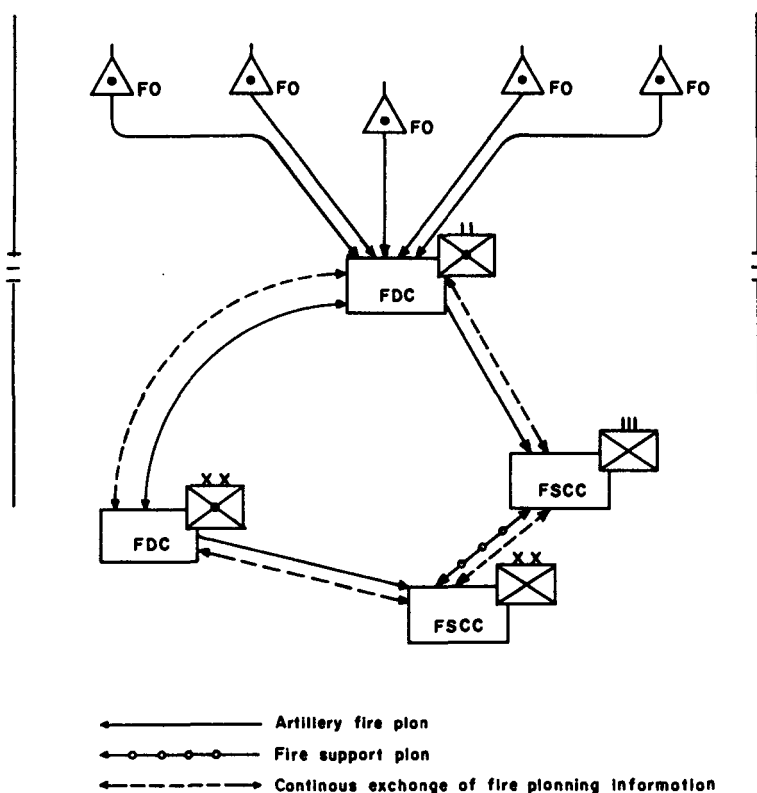 FO
FO
FO
FO
FO
FDC
FSCC
FDC
FSCC
Artillery fire plon
Fire support plon
Continous exchonge of fire plonning informotion